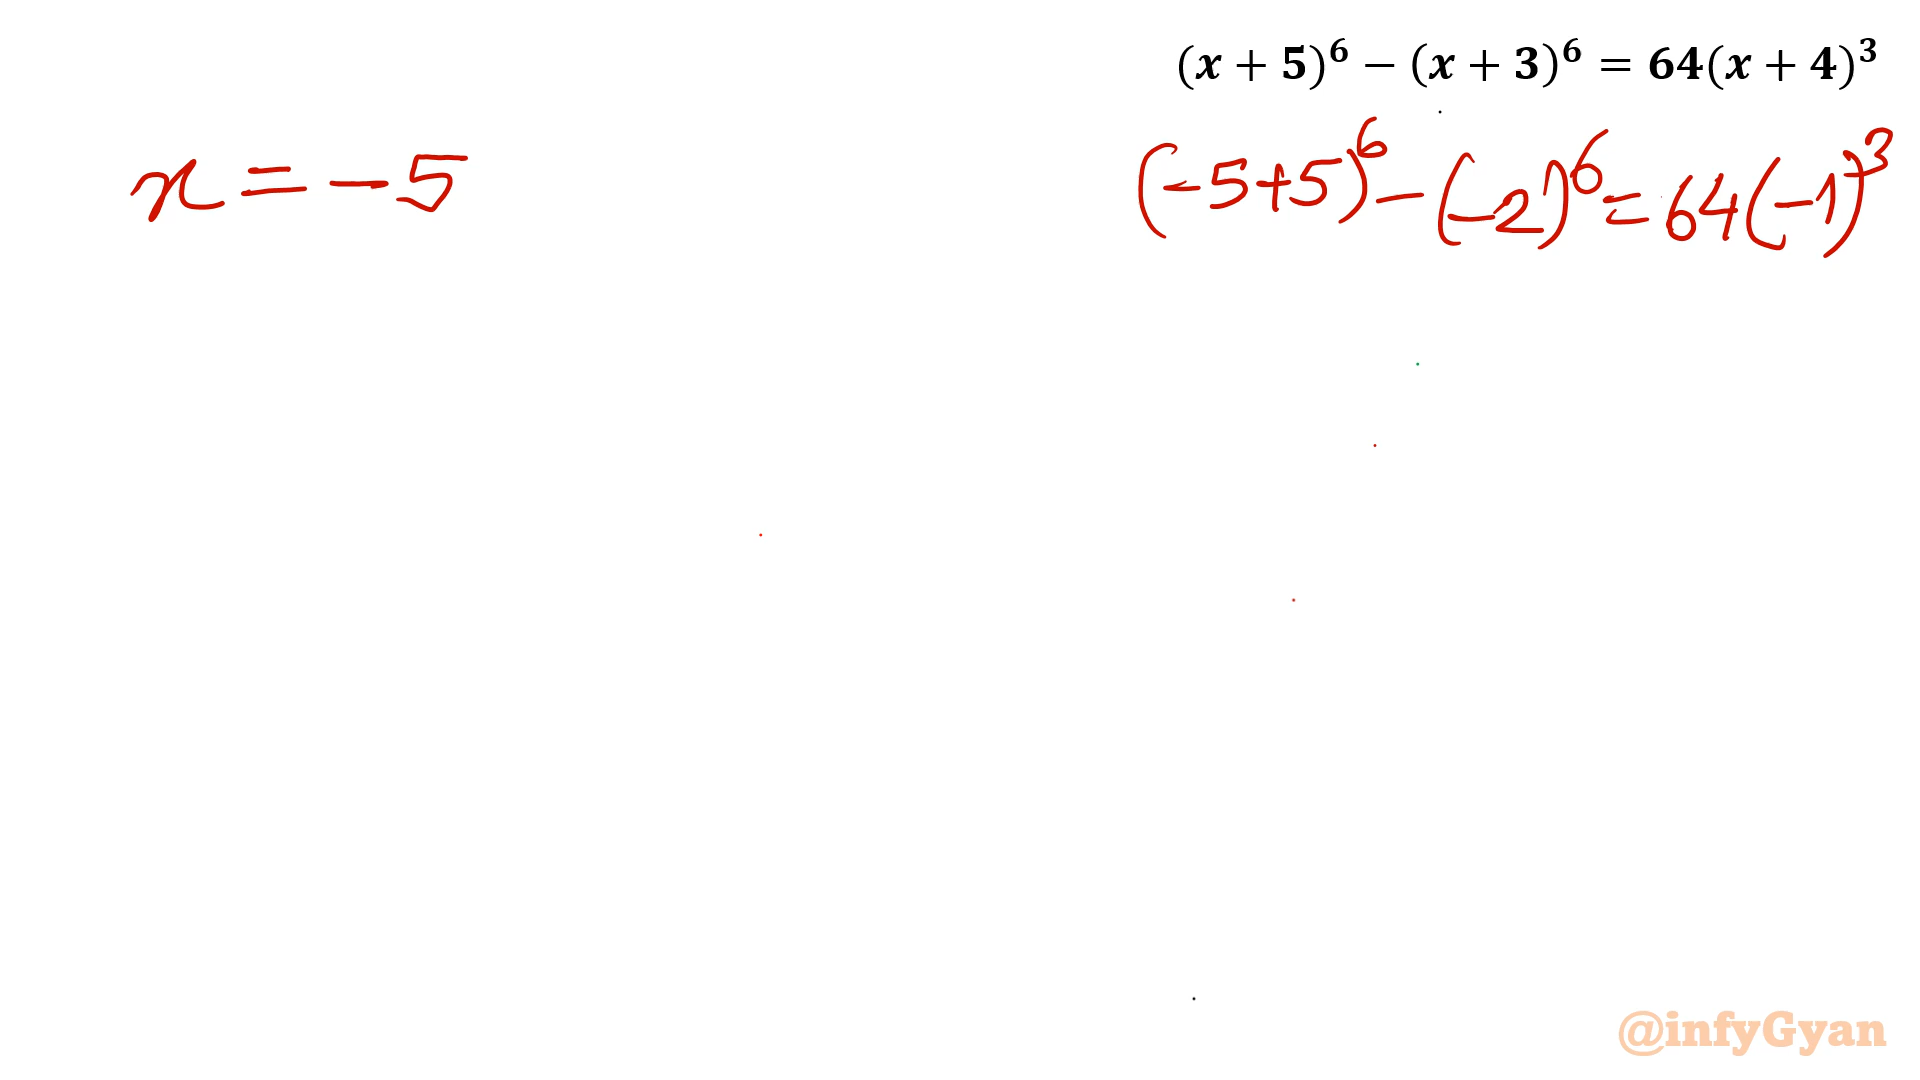 (x + 5)⁶ − (x + 3)⁶ = 64(x + 4)³
x = −5
(−5+5)⁶ − (−2)⁶ = 64(−1)³
@infyGyan